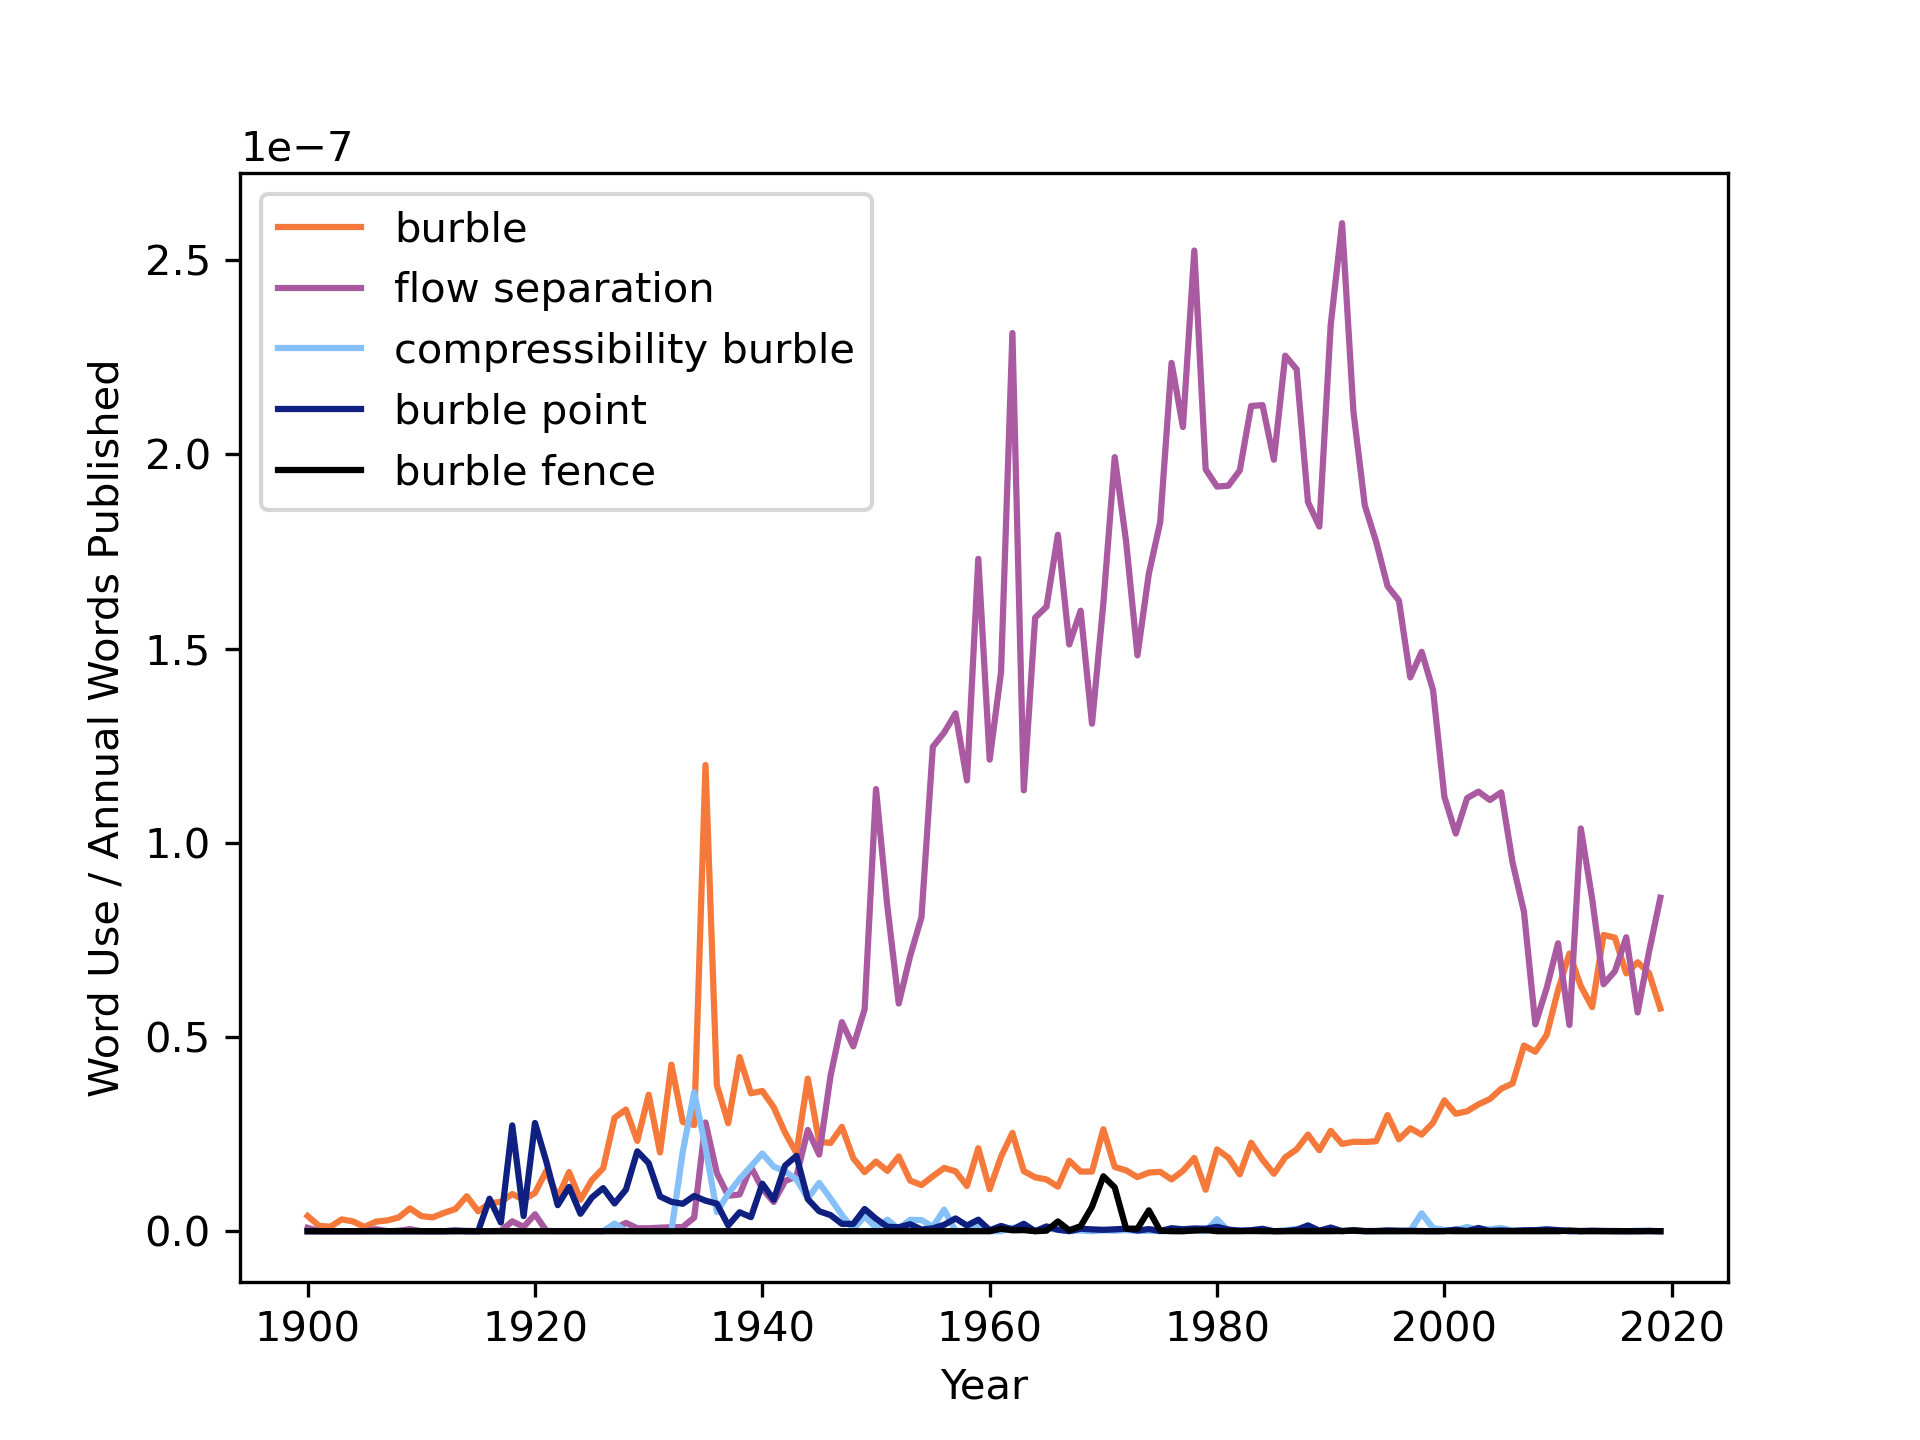 1e−7
burble
flow separation
compressibility burble
burble point
burble fence
2.5
2.0
1.5
1.0
0.5
0.0
Word Use / Annual Words Published
1900 1920 1940 1960 1980 2000 2020
Year